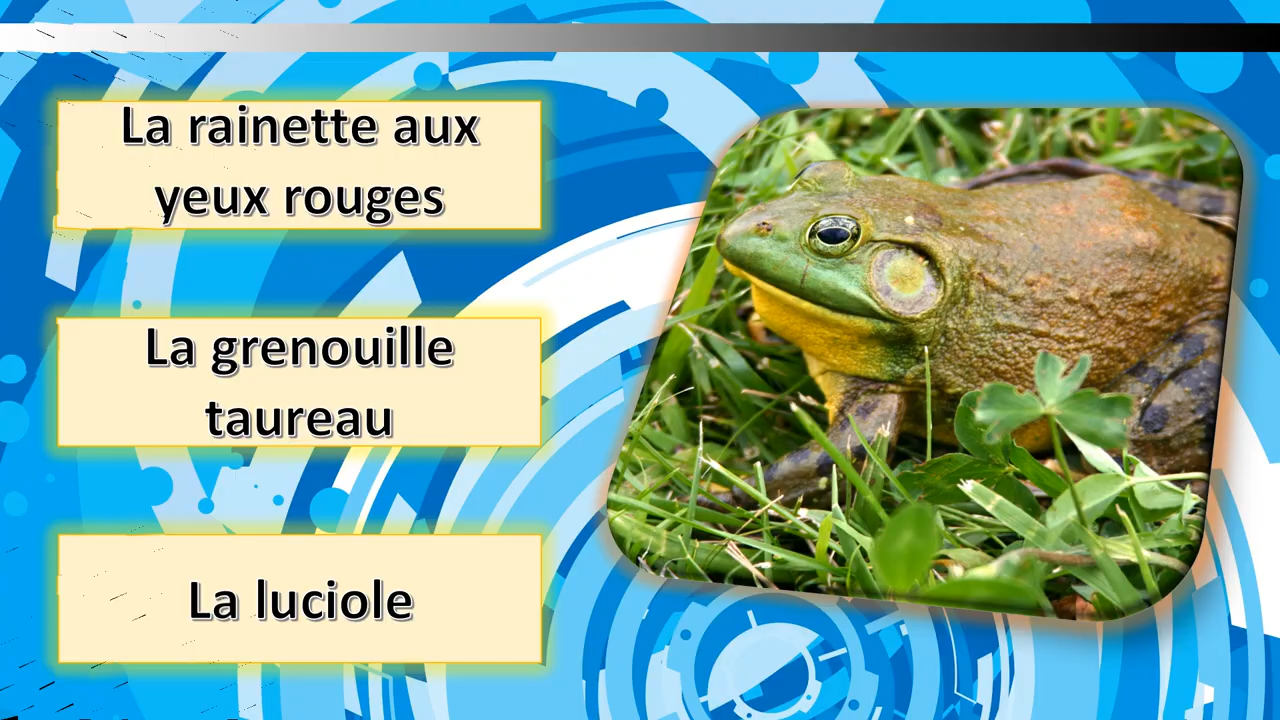 La rainette aux
yeux rouges
La grenouille
taureau
La luciole